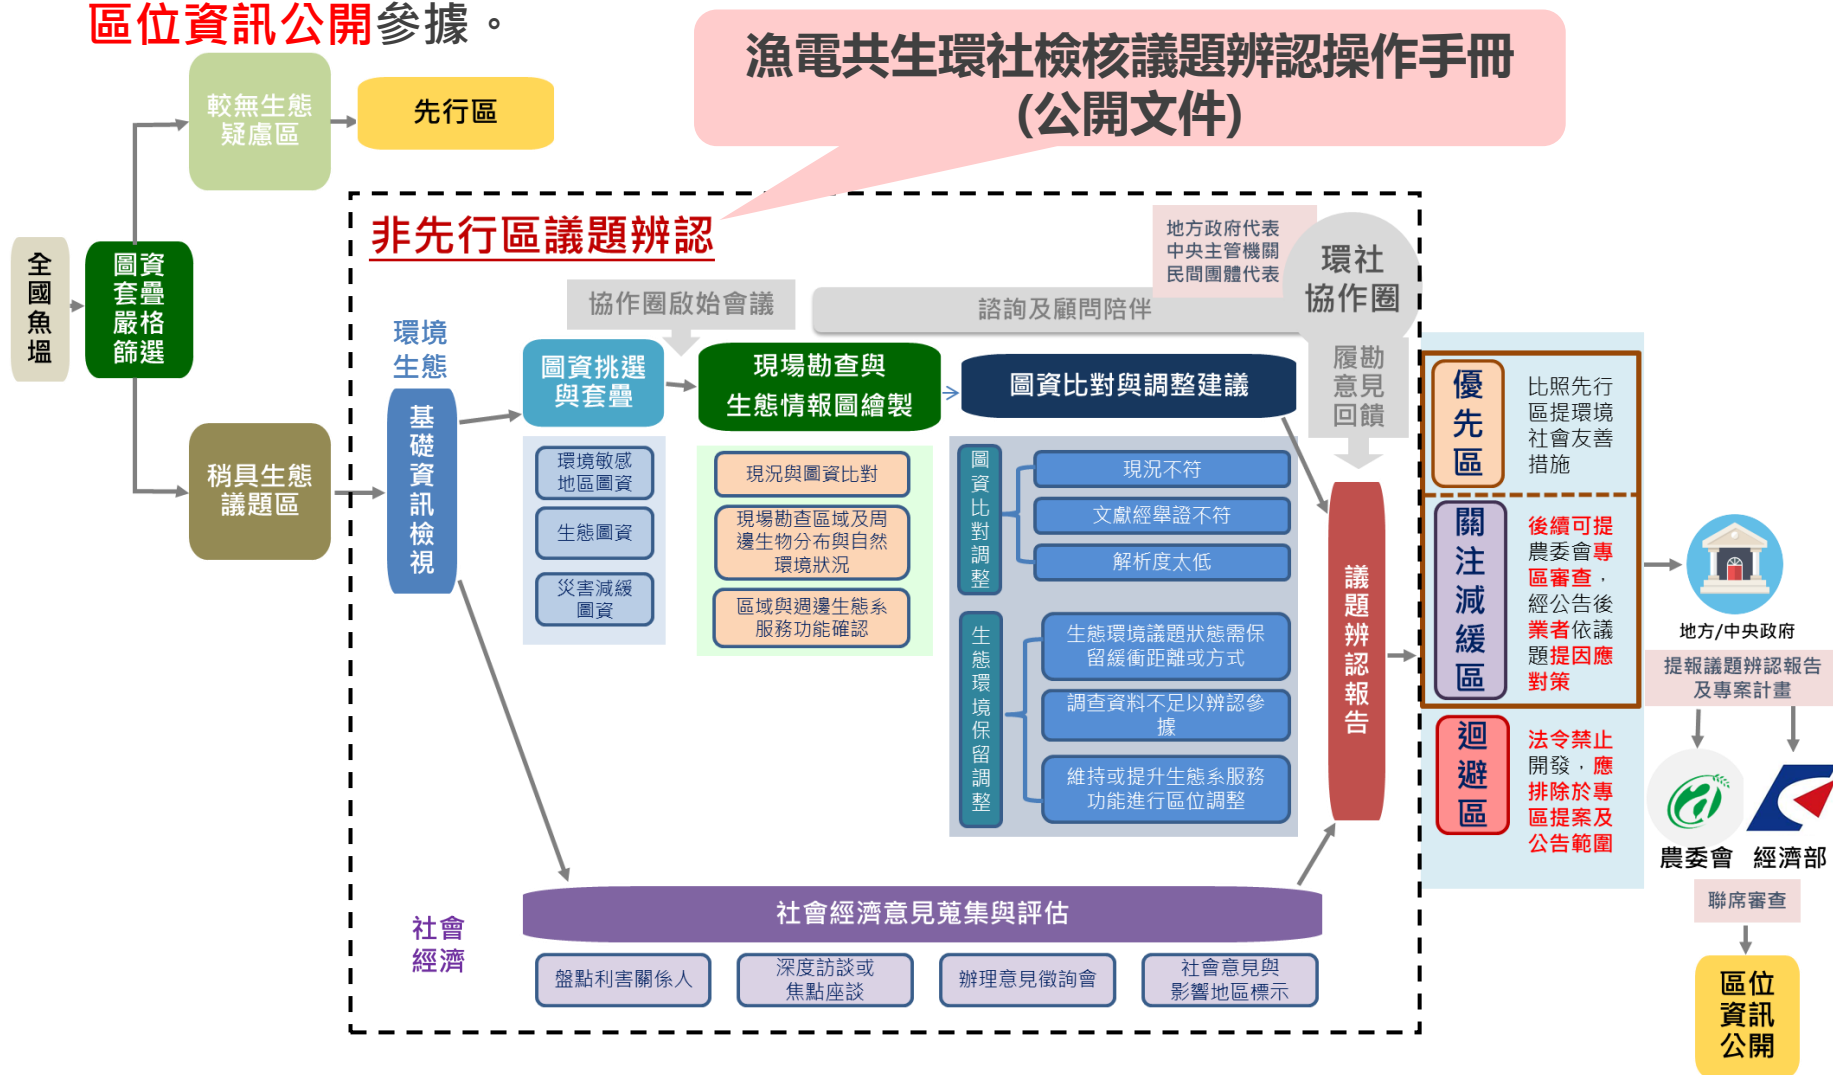 區位資訊公開參據。
漁電共生環社檢核議題辨認操作手冊
(公開文件)
較無生態
疑慮區
先行區
全
國
魚
塭
圖資
套疊
嚴格
篩選
稍具生態
議題區
非先行區議題辨認
地方政府代表
中央主管機關
民間團體代表
環社
協作圈
協作圈啟始會議
諮詢及顧問陪伴
履勘
意見
回饋
環境
生態
基
礎
資
訊
檢
視
圖資挑選
與套疊
現場勘查與
生態情報圖繪製
圖資比對與調整建議
環境敏感
地區圖資
生態圖資
災害減緩
圖資
現況與圖資比對
現場勘查區域及周
邊生物分布與自然
環境狀況
區域與週邊生態系
服務功能確認
圖
資
比
對
調
整
現況不符
文獻經舉證不符
解析度太低
生
態
環
境
保
留
調
整
生態環境議題狀態需保
留緩衝距離或方式
調查資料不足以辨認參
據
維持或提升生態系服務
功能進行區位調整
議
題
辨
認
報
告
社會
經濟
社會經濟意見蒐集與評估
盤點利害關係人
深度訪談或
焦點座談
辦理意見徵詢會
社會意見與
影響地區標示
優
先
區
比照先行
區提環境
社會友善
措施
關
注
減
緩
區
後續可提
農委會專
區審查，
經公告後
業者依議
題提因應
對策
迴
避
區
法令禁止
開發，應
排除於專
區提案及
公告範圍
地方/中央政府
提報議題辨認報告
及專案計畫
農委會
經濟部
聯席審查
區位
資訊
公開